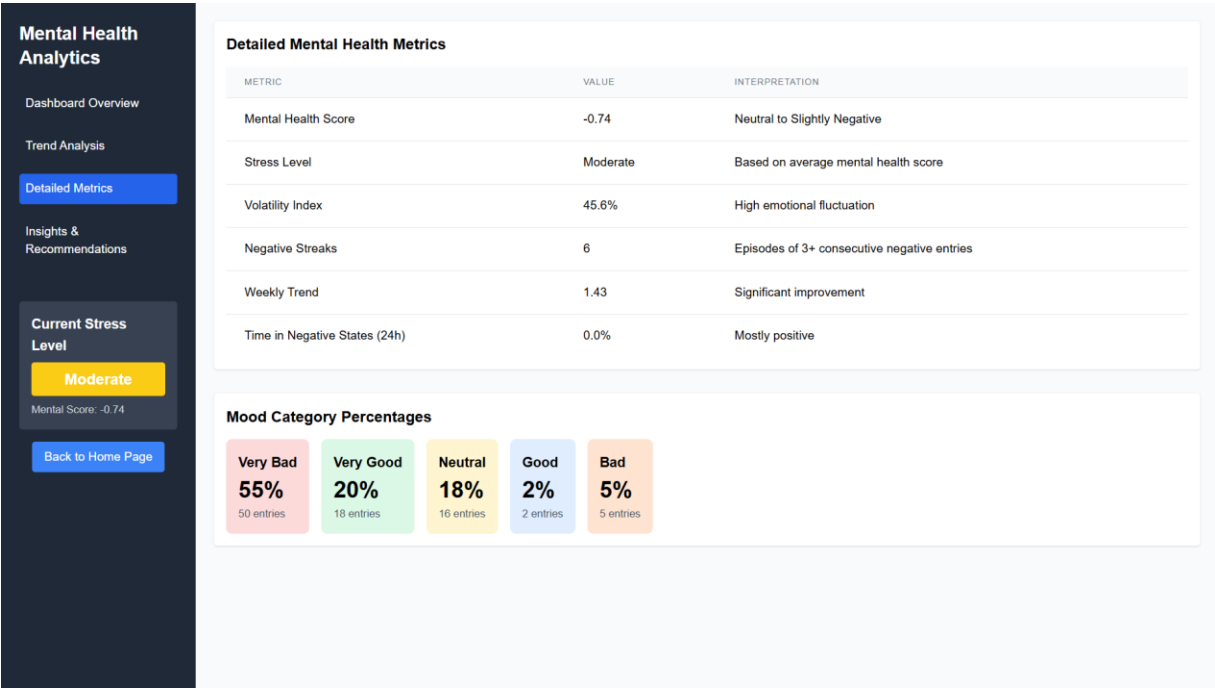 Mental Health
Analytics
Dashboard Overview
Trend Analysis
Detailed Metrics
Insights &
Recommendations
Current Stress
Level
Moderate
Mental Score: -0.74
Back to Home Page
Detailed Mental Health Metrics
METRIC VALUE INTERPRETATION
Mental Health Score -0.74 Neutral to Slightly Negative
Stress Level Moderate Based on average mental health score
Volatility Index 45.6% High emotional fluctuation
Negative Streaks 6 Episodes of 3+ consecutive negative entries
Weekly Trend 1.43 Significant improvement
Time in Negative States (24h) 0.0% Mostly positive
Mood Category Percentages
Very Bad Very Good Neutral Good Bad
55% 20% 18% 2% 5%
50 entries 18 entries 16 entries 2 entries 5 entries